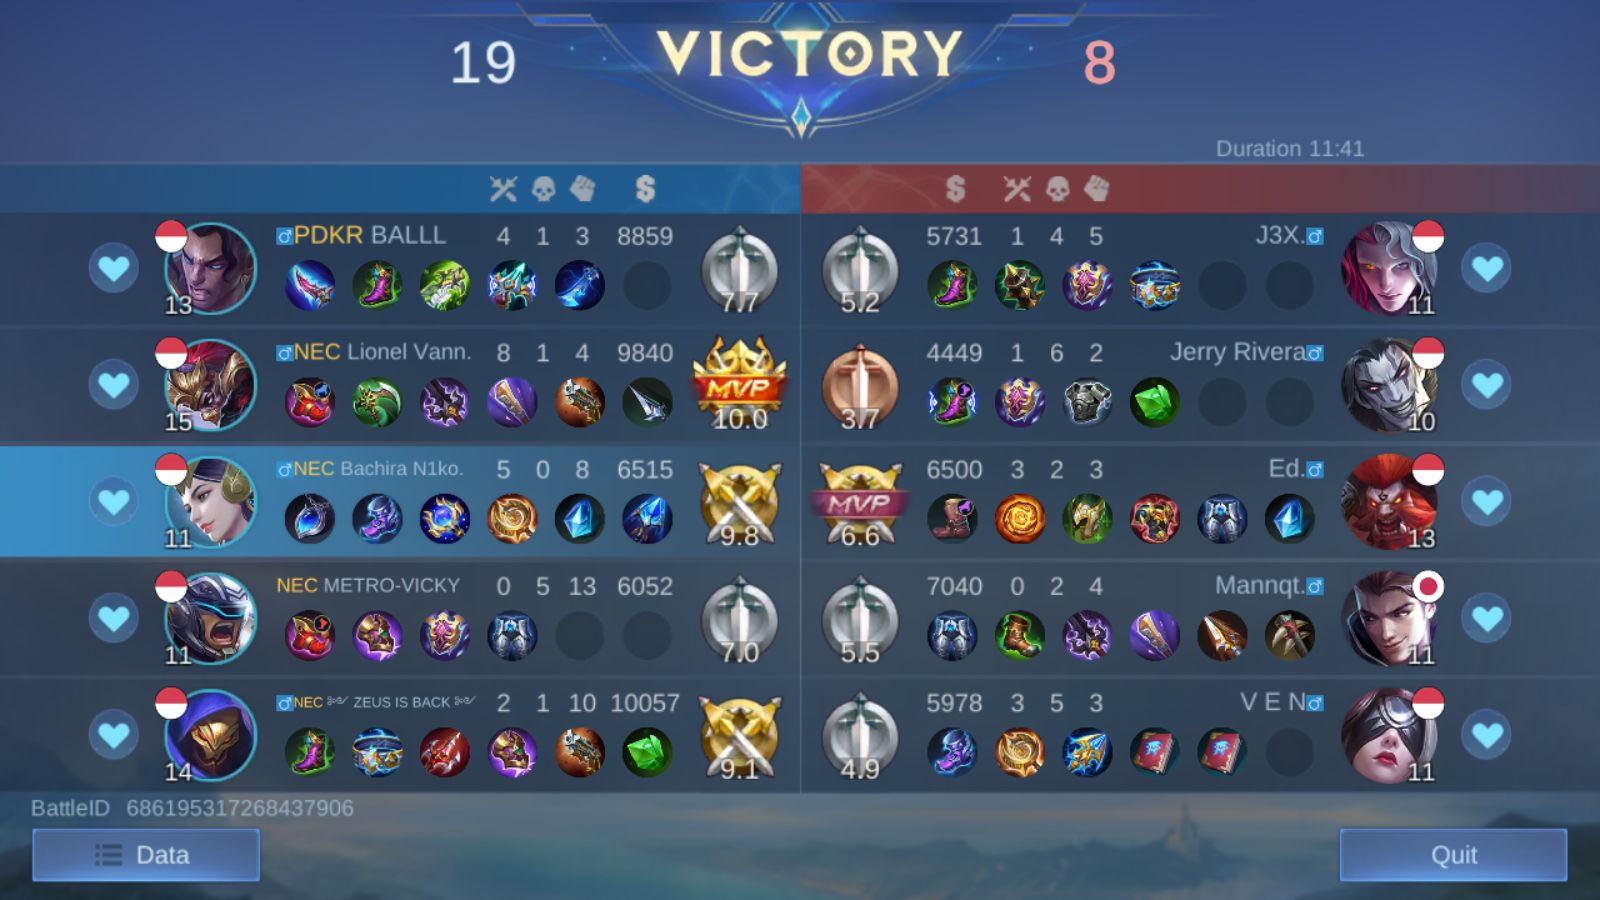 19 VICTORY 8
Duration 11:41
PDKR BALLL 4 1 3 8859 7.7
13
5.2 5731 1 4 5 J3X.
11
NEC Lionel Vann. 8 1 4 9840 MVP 10.0
15
3.7 4449 1 6 2 Jerry Rivera
10
NEC Bachira N1ko. 5 0 8 6515 9.8
11
MVP 6.6 6500 3 2 3 Ed.
13
NEC METRO-VICKY 0 5 13 6052 7.0
11
5.5 7040 0 2 4 Mannqt.
11
NEC ZEUS IS BACK 2 1 10 10057 9.1
14
4.9 5978 3 5 3 V E N
11
BattleID 686195317268437906
Data
Quit